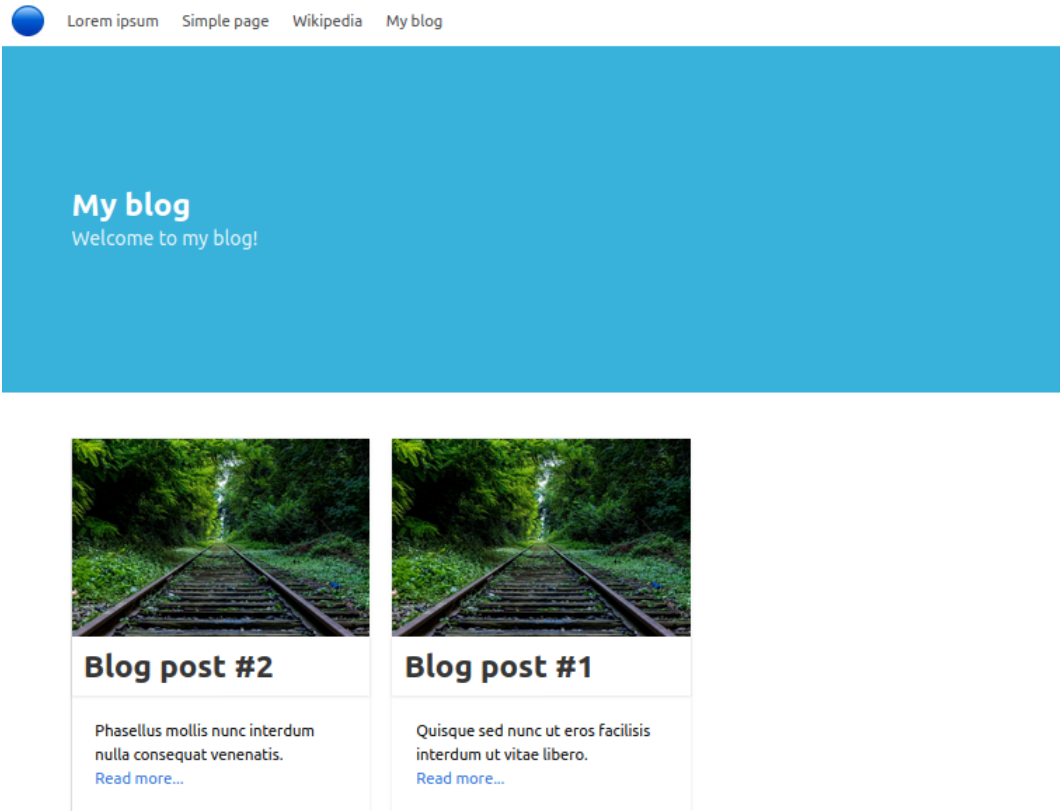 Lorem ipsum Simple page Wikipedia My blog
My blog
Welcome to my blog!
Blog post #2
Phasellus mollis nunc interdum
nulla consequat venenatis.
Read more...
Blog post #1
Quisque sed nunc ut eros facilisis
interdum ut vitae libero.
Read more...